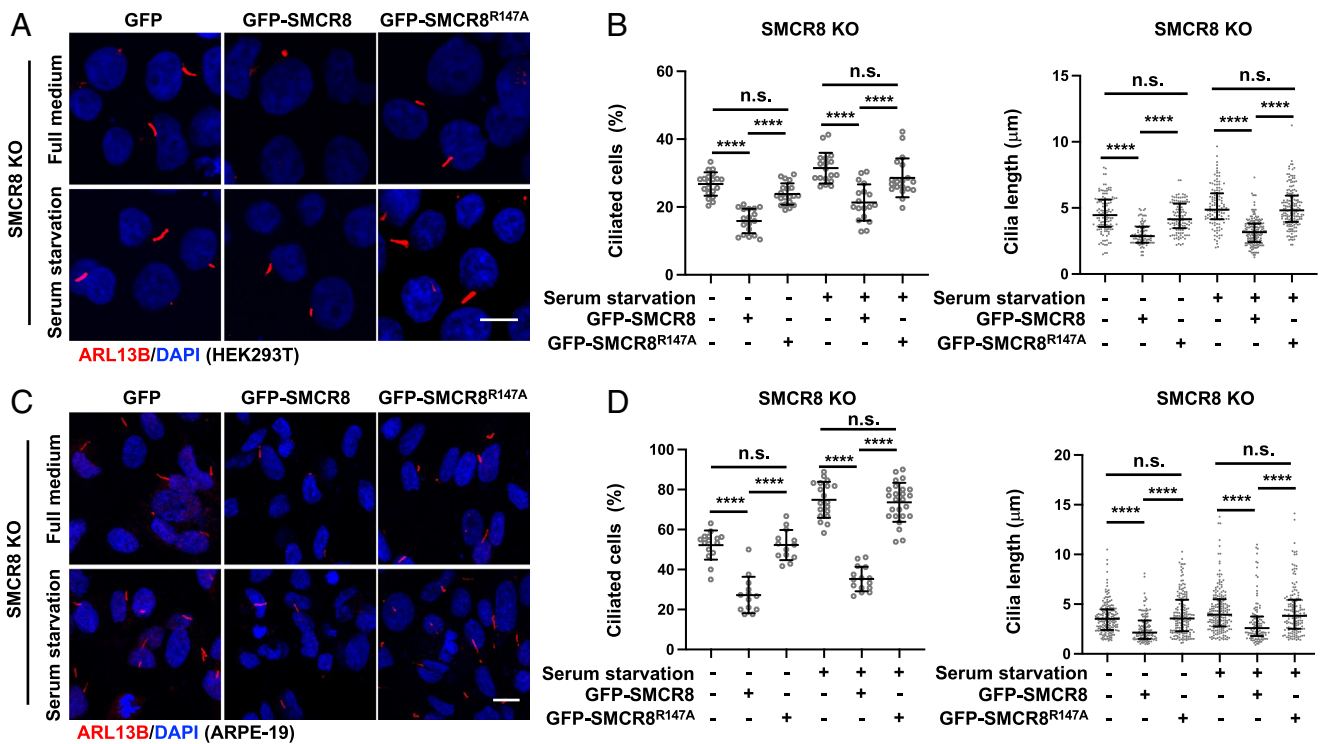 A
GFP GFP-SMCR8 GFP-SMCR8R147A
SMCR8 KO
Full medium
Serum starvation
ARL13B/DAPI (HEK293T)
B
SMCR8 KO
Ciliated cells (%)
60
40
20
0
n.s. n.s.
**** **** **** ****
Serum starvation - - - + + +
GFP-SMCR8 - + - - + -
GFP-SMCR8R147A - - + - - +
SMCR8 KO
Cilia length (μm)
15
10
5
0
n.s. n.s.
**** **** **** ****
Serum starvation - - - + + +
GFP-SMCR8 - + - - + -
GFP-SMCR8R147A - - + - - +
C
GFP GFP-SMCR8 GFP-SMCR8R147A
SMCR8 KO
Full medium
Serum starvation
ARL13B/DAPI (ARPE-19)
D
SMCR8 KO
Ciliated cells (%)
100
80
60
40
20
0
n.s. n.s.
**** **** **** ****
Serum starvation - - - + + +
GFP-SMCR8 - + - - + -
GFP-SMCR8R147A - - + - - +
SMCR8 KO
Cilia length (μm)
20
15
10
5
0
n.s. n.s.
**** **** **** ****
Serum starvation - - - + + +
GFP-SMCR8 - + - - + -
GFP-SMCR8R147A - - + - - +